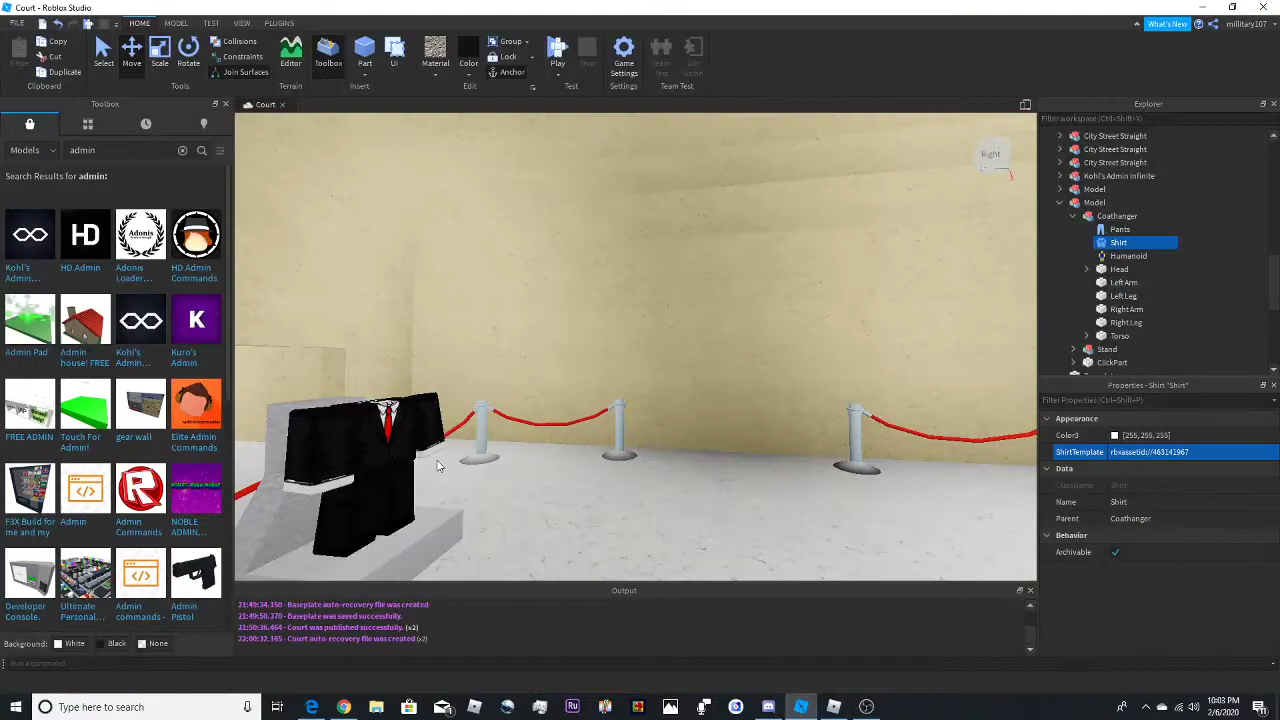 Court - Roblox Studio
FILE HOME MODEL TEST VIEW PLUGINS What's New millitary107
Copy
Cut
Duplicate
Paste
Clipboard
Select Move Scale Rotate
Collisions
Constraints
Join Surfaces
Tools
Editor
Terrain
Toolbox Part UI
Insert
Material Color
Group
Lock
Anchor
Edit
Play Stop
Test
Game Settings
Settings
Team Test Exit Game
Team Test
Toolbox
Models admin
Search Results for admin:
HD
Adonis
Kohl's Admin...
HD Admin
Adonis Loader...
HD Admin Commands
K
Admin Pad
Admin house! FREE
Kohl's Admin...
Kuro's Admin
FREE ADMIN
Touch For Admin!
gear wall
Elite Admin Commands
F3X Build for me and my
Admin
Admin Commands
NOBLE ADMIN...
Developer Console.
Ultimate Personal...
Admin commands -
Admin Pistol
Background: White Black None
Court
Right
X
Output
21:49:34.150 - Baseplate auto-recovery file was created
21:49:50.370 - Baseplate was saved successfully.
21:50:36.464 - Court was published successfully. (x2)
22:00:32.165 - Court auto-recovery file was created (x2)
Explorer
Filter workspace (Ctrl+Shift+X)
City Street Straight
City Street Straight
City Street Straight
Kohl's Admin Infinite
Model
Model
Coathanger
Pants
Shirt
Humanoid
Head
Left Arm
Left Leg
Right Arm
Right Leg
Torso
Stand
ClickPart
Properties - Shirt "Shirt"
Filter Properties (Ctrl+Shift+P)
Appearance
Color3 [255, 255, 255]
ShirtTemplate rbxassetid://463141967
Data
ClassName Shirt
Name Shirt
Parent Coathanger
Behavior
Archivable
Run a command
Type here to search
Ru
10:03 PM
2/6/2020